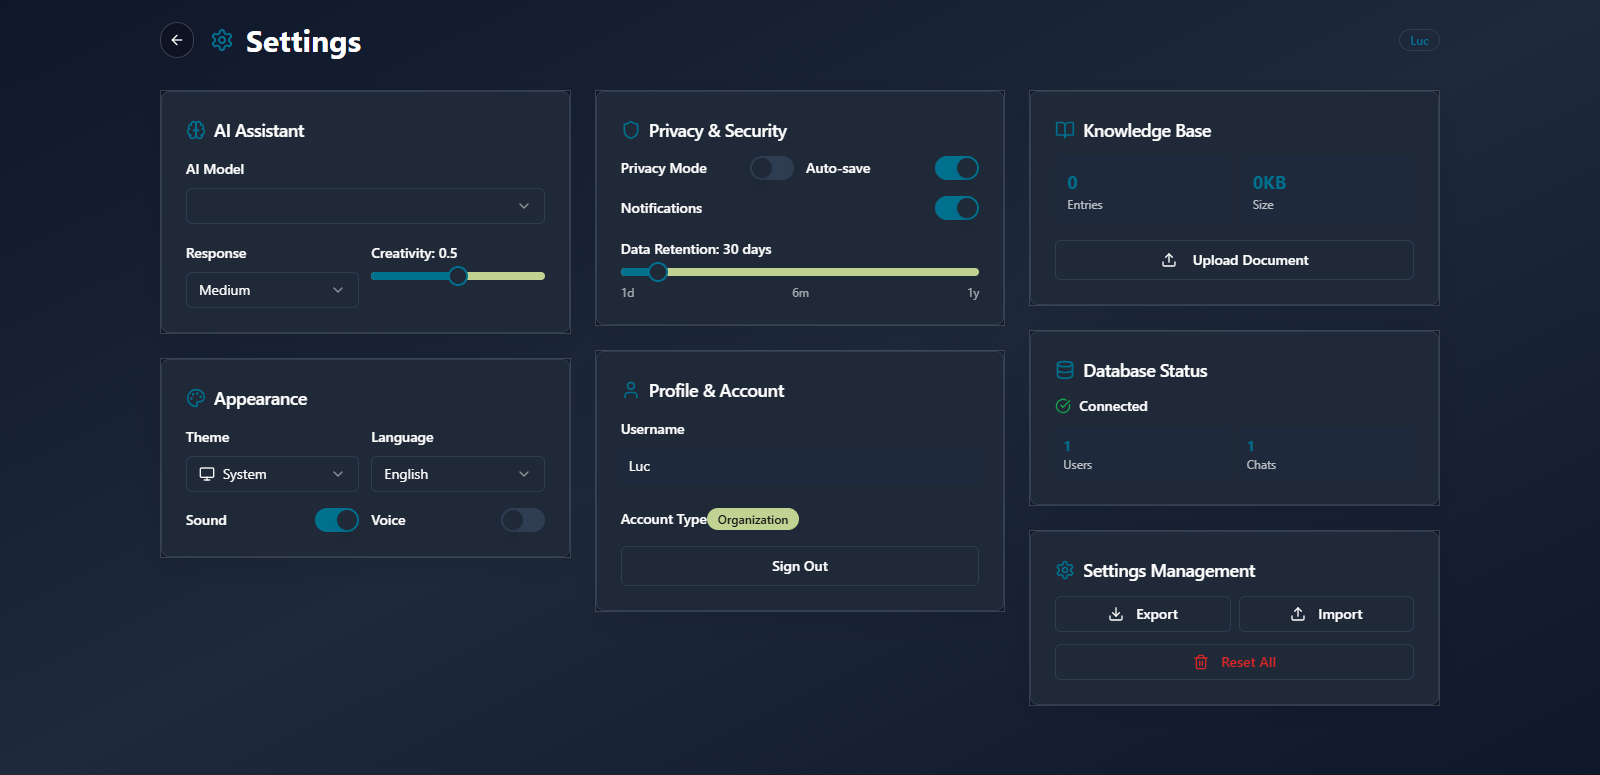 Settings
Luc
AI Assistant
AI Model
Response
Creativity: 0.5
Medium
Appearance
Theme
Language
System
English
Sound
Voice
Privacy & Security
Privacy Mode
Auto-save
Notifications
Data Retention: 30 days
1d
6m
1y
Profile & Account
Username
Luc
Account Type
Organization
Sign Out
Knowledge Base
0
0KB
Entries
Size
Upload Document
Database Status
Connected
1
1
Users
Chats
Settings Management
Export
Import
Reset All